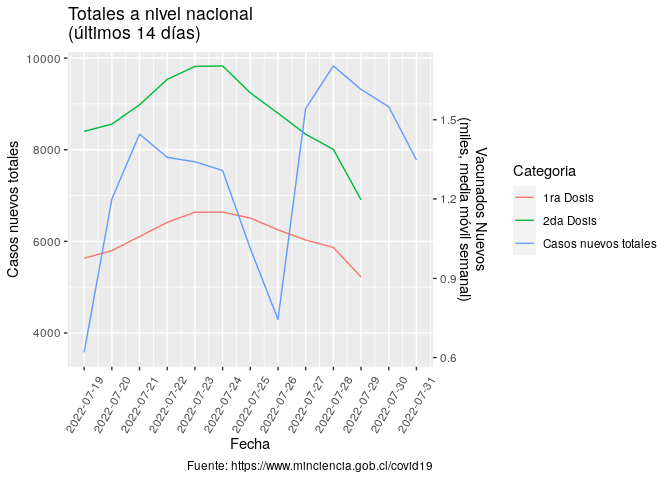 Totales a nivel nacional
(últimos 14 días)
10000
8000
6000
4000
Casos nuevos totales
1.5
1.2
0.9
0.6
Vacunados Nuevos
(miles, media móvil semanal)
2022-07-19
2022-07-20
2022-07-21
2022-07-22
2022-07-23
2022-07-24
2022-07-25
2022-07-26
2022-07-27
2022-07-28
2022-07-29
2022-07-30
2022-07-31
Fecha
Categoria
1ra Dosis
2da Dosis
Casos nuevos totales
Fuente: https://www.minciencia.gob.cl/covid19